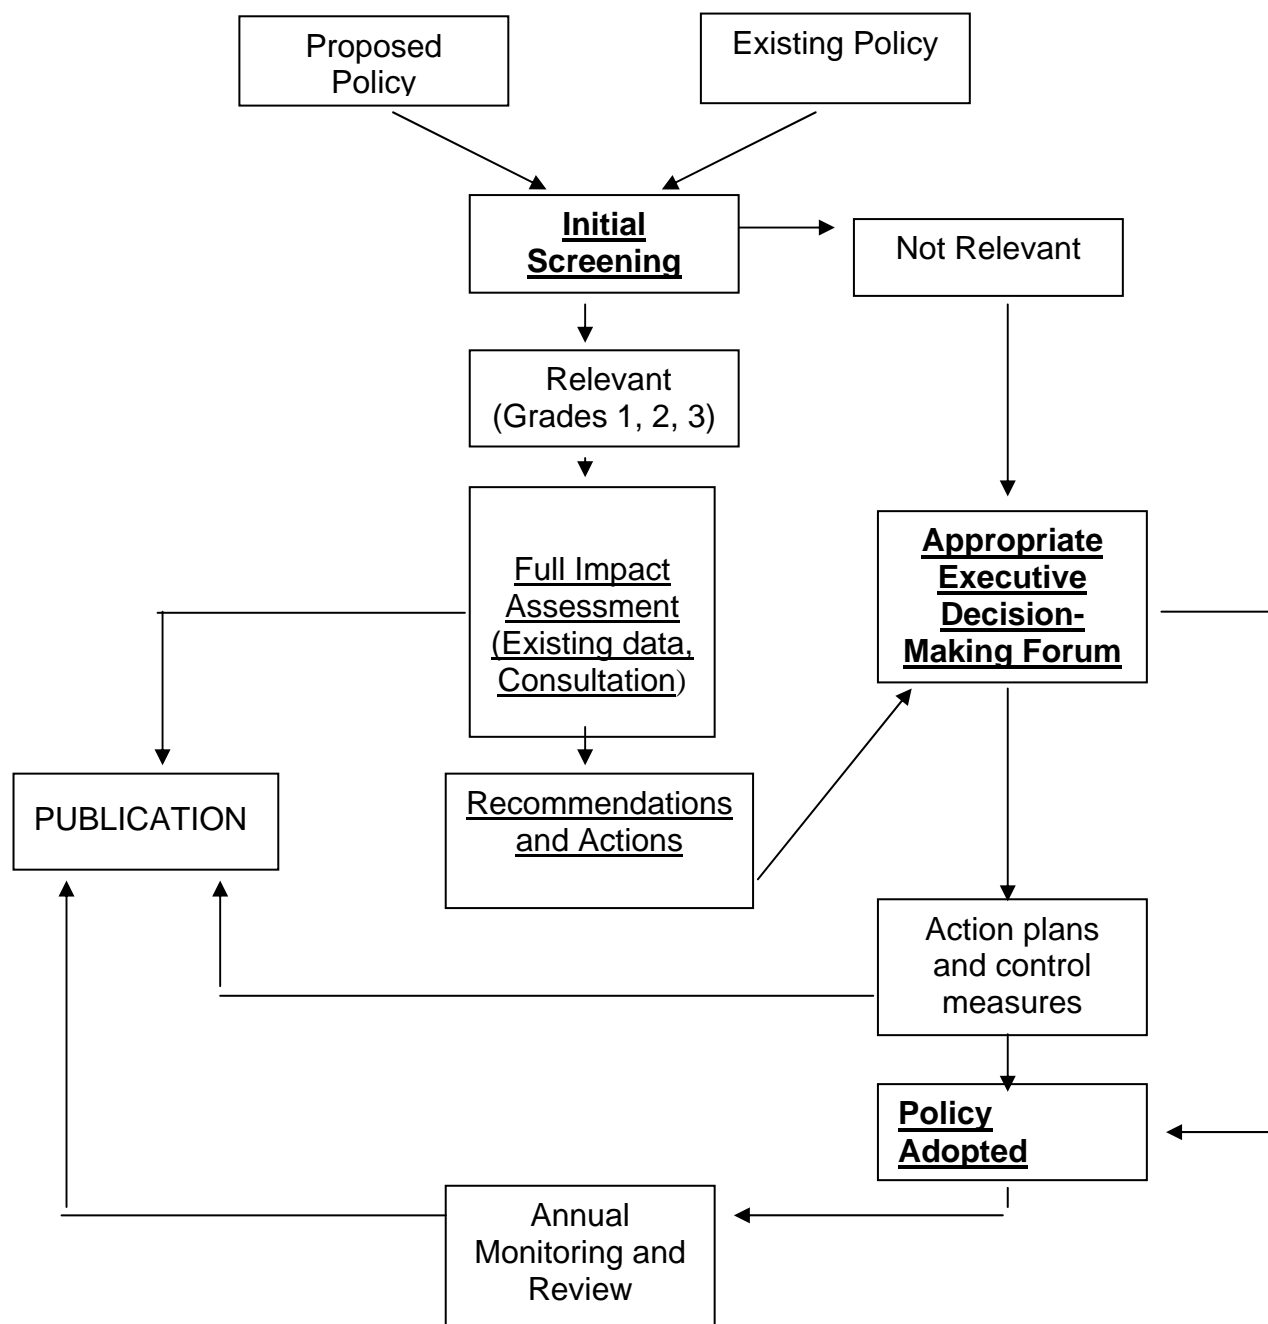 Proposed
Policy
Existing Policy
Initial
Screening
Not Relevant
Relevant
(Grades 1, 2, 3)
Full Impact
Assessment
(Existing data,
Consultation)
Appropriate
Executive
Decision-
Making Forum
PUBLICATION
Recommendations
and Actions
Action plans
and control
measures
Policy
Adopted
Annual
Monitoring and
Review